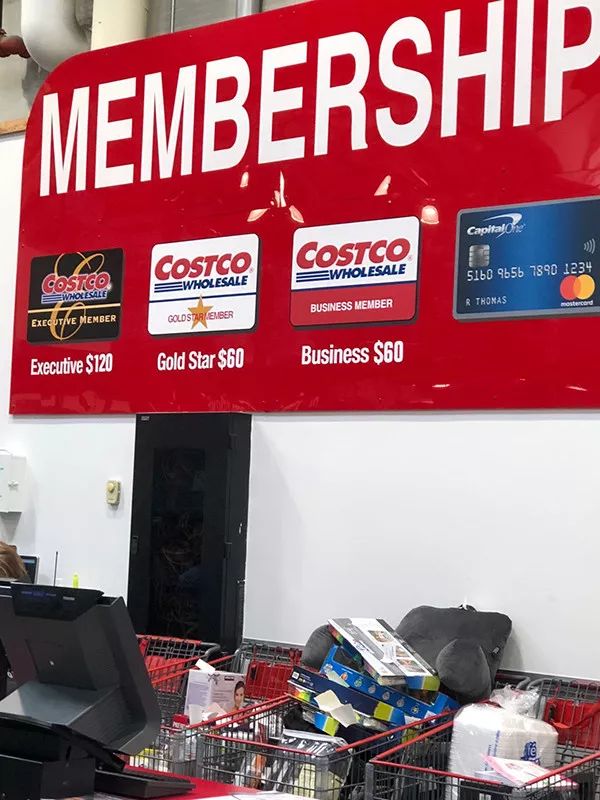 MEMBERSHIP
COSTCO
WHOLESALE
EXECUTIVE MEMBER
Executive $120
COSTCO
WHOLESALE
GOLD STAR MEMBER
Gold Star $60
COSTCO
WHOLESALE
BUSINESS MEMBER
Business $60
Capital One
5160 9656 7890 1234
R THOMAS
mastercard